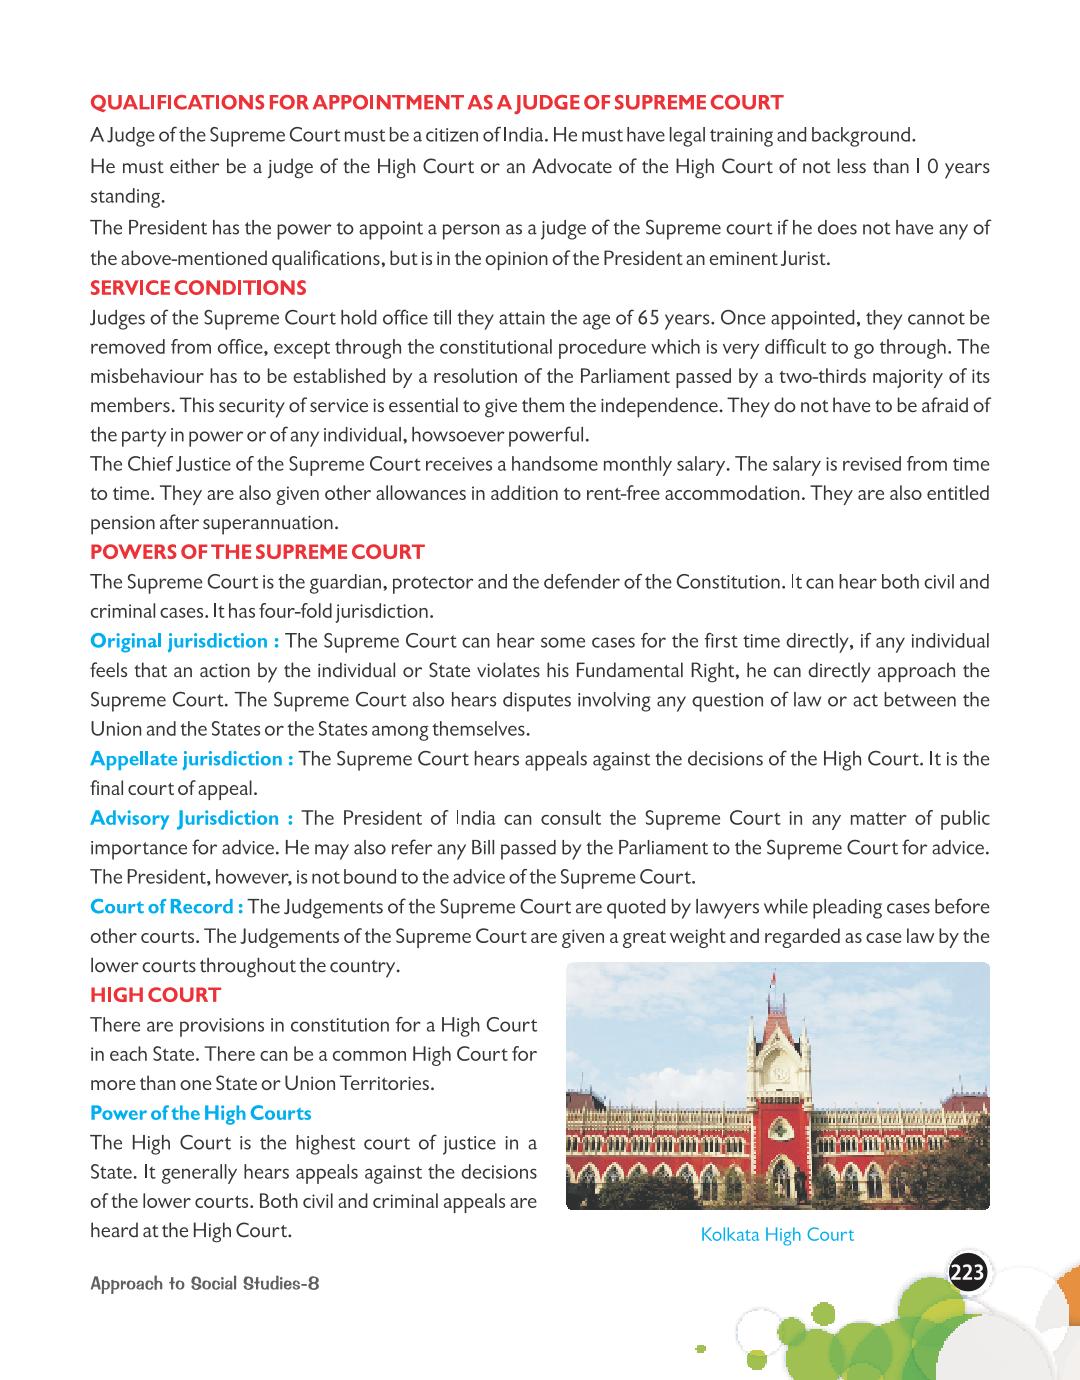 QUALIFICATIONS FOR APPOINTMENT AS A JUDGE OF SUPREME COURT
A Judge of the Supreme Court must be a citizen of India. He must have legal training and background.
He must either be a judge of the High Court or an Advocate of the High Court of not less than 1 0 years
standing.
The President has the power to appoint a person as a judge of the Supreme court if he does not have any of
the above-mentioned qualifications, but is in the opinion of the President an eminent Jurist.
SERVICE CONDITIONS
Judges of the Supreme Court hold office till they attain the age of 65 years. Once appointed, they cannot be
removed from office, except through the constitutional procedure which is very difficult to go through. The
misbehaviour has to be established by a resolution of the Parliament passed by a two-thirds majority of its
members. This security of service is essential to give them the independence. They do not have to be afraid of
the party in power or of any individual, howsoever powerful.
The Chief Justice of the Supreme Court receives a handsome monthly salary. The salary is revised from time
to time. They are also given other allowances in addition to rent-free accommodation. They are also entitled
pension after superannuation.
POWERS OF THE SUPREME COURT
The Supreme Court is the guardian, protector and the defender of the Constitution. It can hear both civil and
criminal cases. It has four-fold jurisdiction.
Original jurisdiction : The Supreme Court can hear some cases for the first time directly, if any individual
feels that an action by the individual or State violates his Fundamental Right, he can directly approach the
Supreme Court. The Supreme Court also hears disputes involving any question of law or act between the
Union and the States or the States among themselves.
Appellate jurisdiction : The Supreme Court hears appeals against the decisions of the High Court. It is the
final court of appeal.
Advisory Jurisdiction : The President of India can consult the Supreme Court in any matter of public
importance for advice. He may also refer any Bill passed by the Parliament to the Supreme Court for advice.
The President, however, is not bound to the advice of the Supreme Court.
Court of Record : The Judgements of the Supreme Court are quoted by lawyers while pleading cases before
other courts. The Judgements of the Supreme Court are given a great weight and regarded as case law by the
lower courts throughout the country.
HIGH COURT
There are provisions in constitution for a High Court
in each State. There can be a common High Court for
more than one State or Union Territories.
Power of the High Courts
The High Court is the highest court of justice in a
State. It generally hears appeals against the decisions
of the lower courts. Both civil and criminal appeals are
heard at the High Court.
Kolkata High Court
Approach to Social Studies-8
223